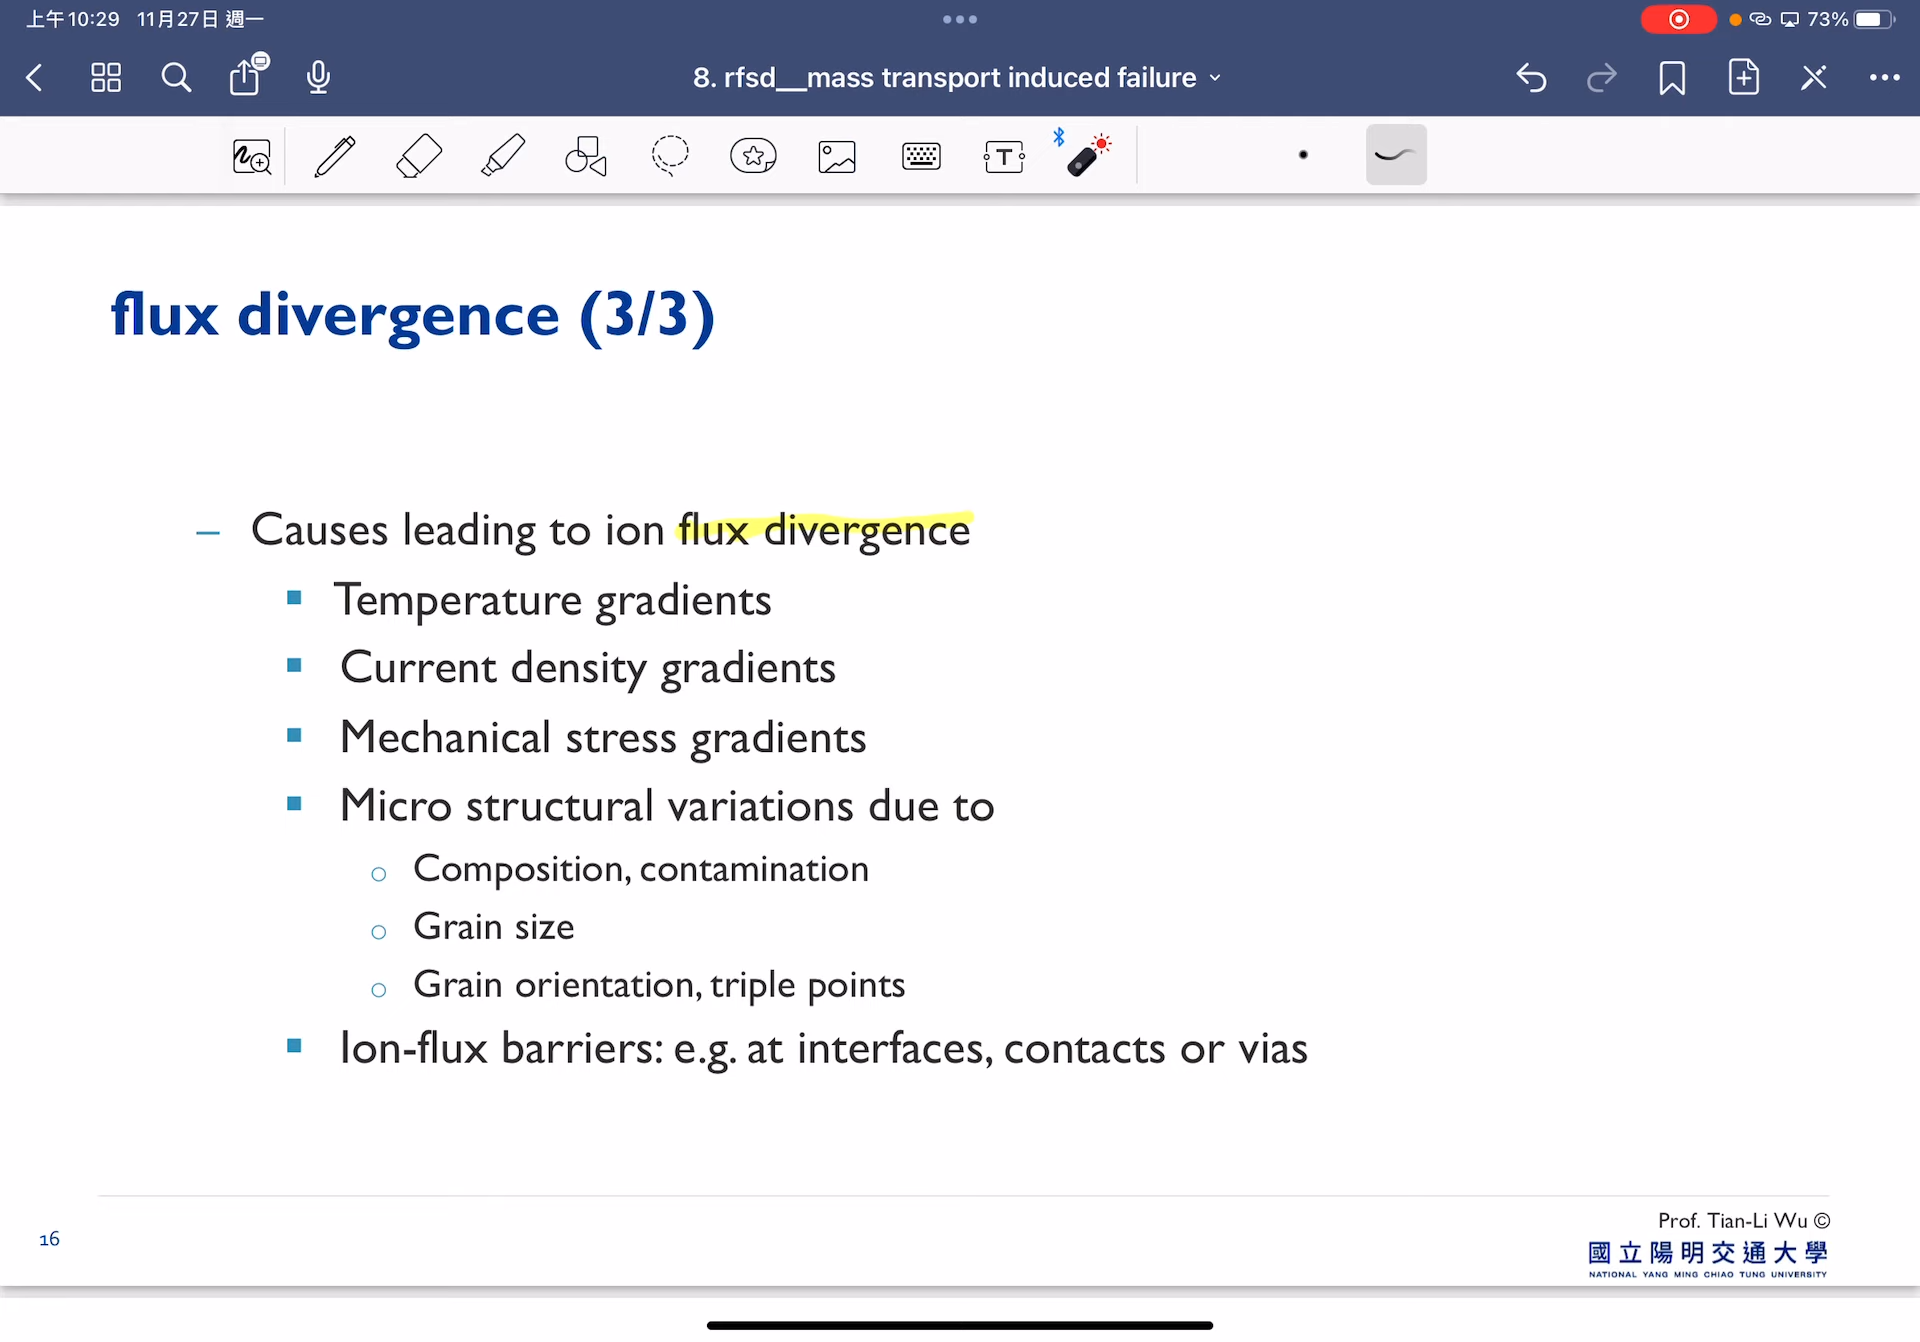 上午10:29 11月27日 週一
73%
8. rfsd__mass transport induced failure
T
flux divergence (3/3)
– Causes leading to ion flux divergence
▪ Temperature gradients
▪ Current density gradients
▪ Mechanical stress gradients
▪ Micro structural variations due to
○ Composition, contamination
○ Grain size
○ Grain orientation, triple points
▪ Ion-flux barriers: e.g. at interfaces, contacts or vias
Prof. Tian-Li Wu ©
16
國立陽明交通大學
NATIONAL YANG MING CHIAO TUNG UNIVERSITY